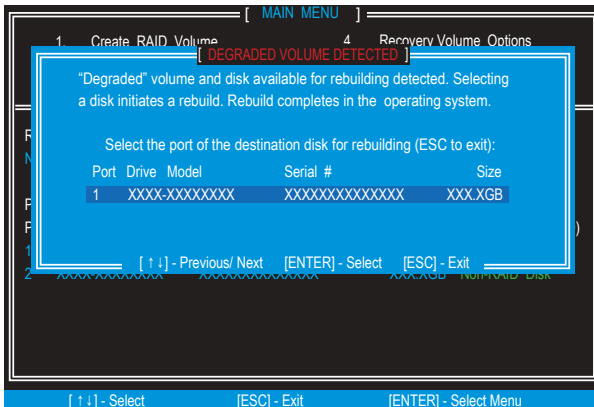 [ MAIN MENU ]
1. Create RAID Volume 4 Recovery Volume Options
[ DEGRADED VOLUME DETECTED ]
“Degraded” volume and disk available for rebuilding detected. Selecting
a disk initiates a rebuild. Rebuild completes in the operating system.
Select the port of the destination disk for rebuilding (ESC to exit):
Port Drive Model Serial # Size
1 XXXX-XXXXXXXX XXXXXXXXXXXXXX XXX.XGB
[ ↑↓] - Previous/ Next [ENTER] - Select [ESC] - Exit
2 XXXX-XXXXXXXX XXXXXXXXXXXXXX XXX.XGB Non-RAID Disk
[ ↑↓] - Select [ESC] - Exit [ENTER] - Select Menu